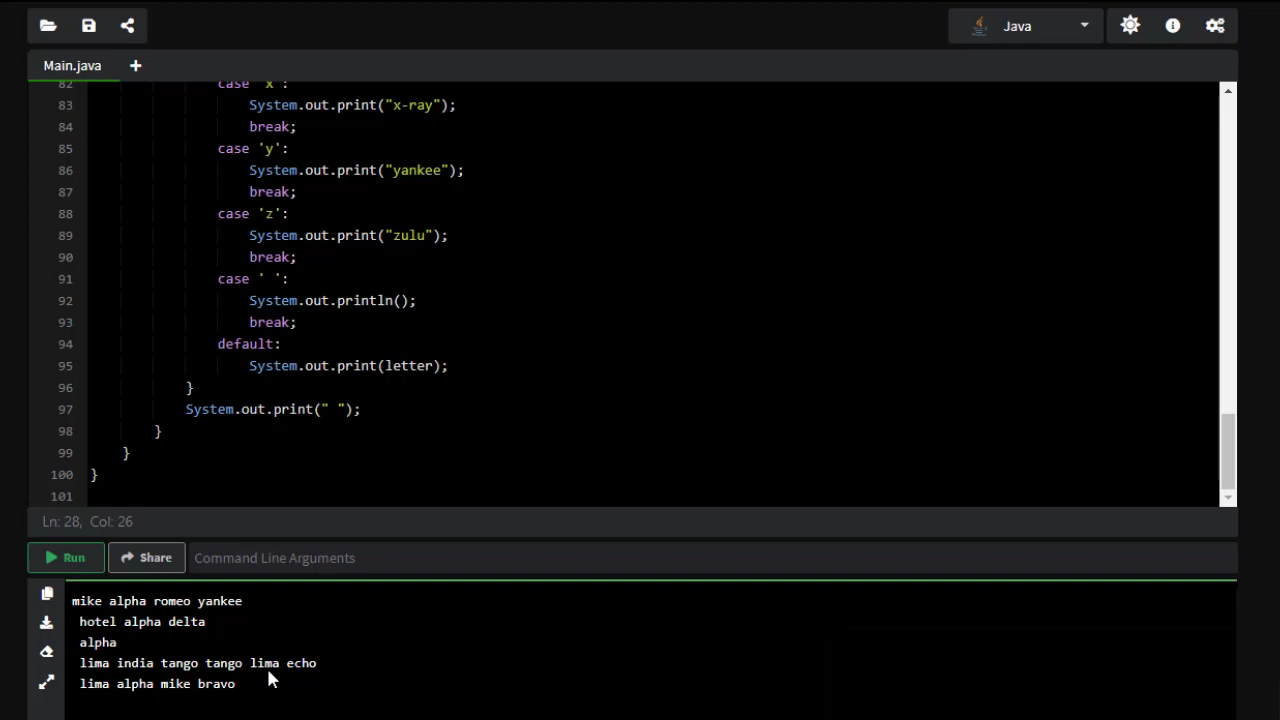 Java
Main.java +
82 case 'x':
83 System.out.print("x-ray");
84 break;
85 case 'y':
86 System.out.print("yankee");
87 break;
88 case 'z':
89 System.out.print("zulu");
90 break;
91 case ' ':
92 System.out.println();
93 break;
94 default:
95 System.out.print(letter);
96 }
97 System.out.print(" ");
98 }
99 }
100 }
101
Ln: 28, Col: 26
Run Share Command Line Arguments
mike alpha romeo yankee
hotel alpha delta
alpha
lima india tango tango lima echo
lima alpha mike bravo